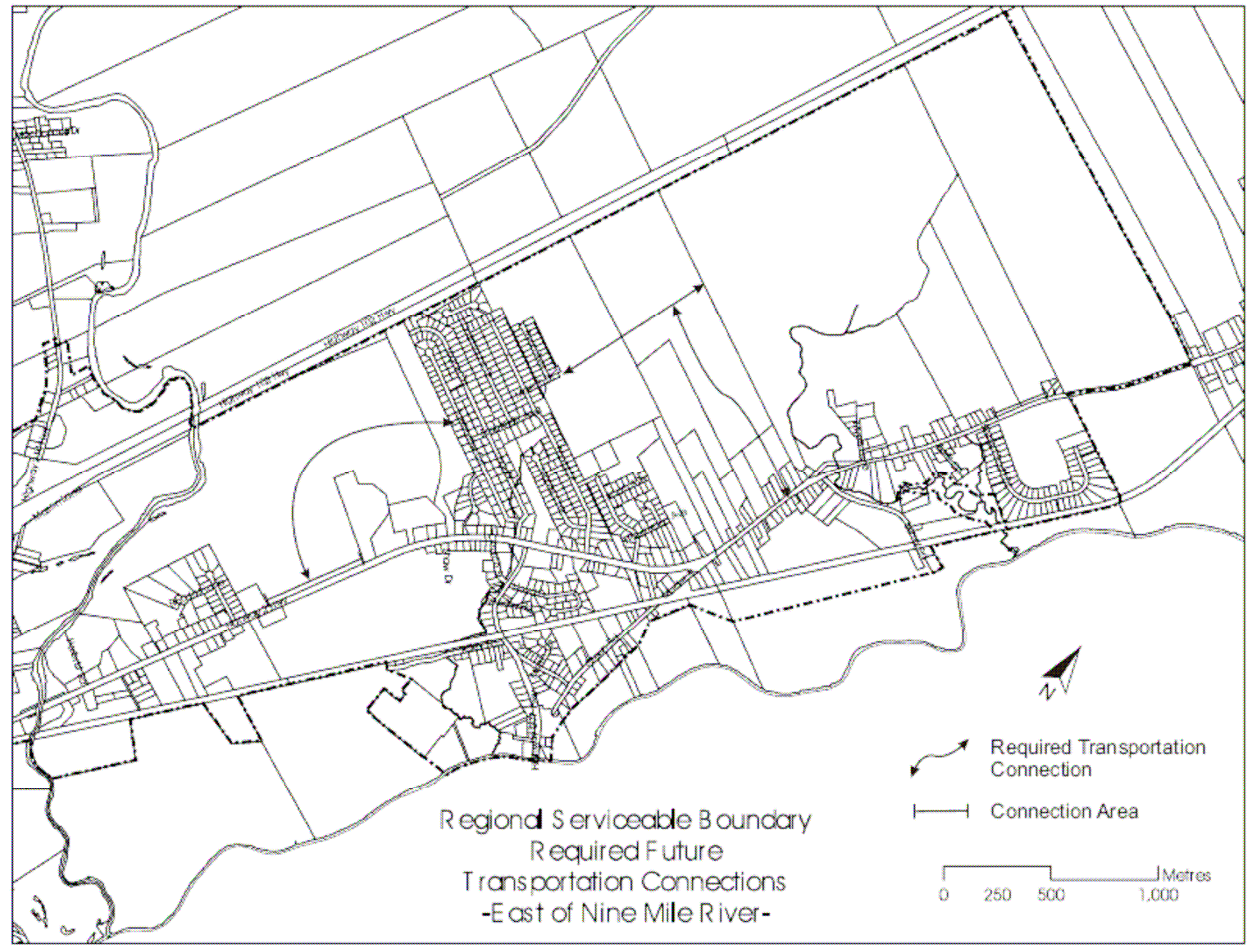 Required Transportation
Connection
Connection Area
Regional Serviceable Boundary
Required Future
Transportation Connections
-East of Nine Mile River-
N
Metres
0 250 500 1,000